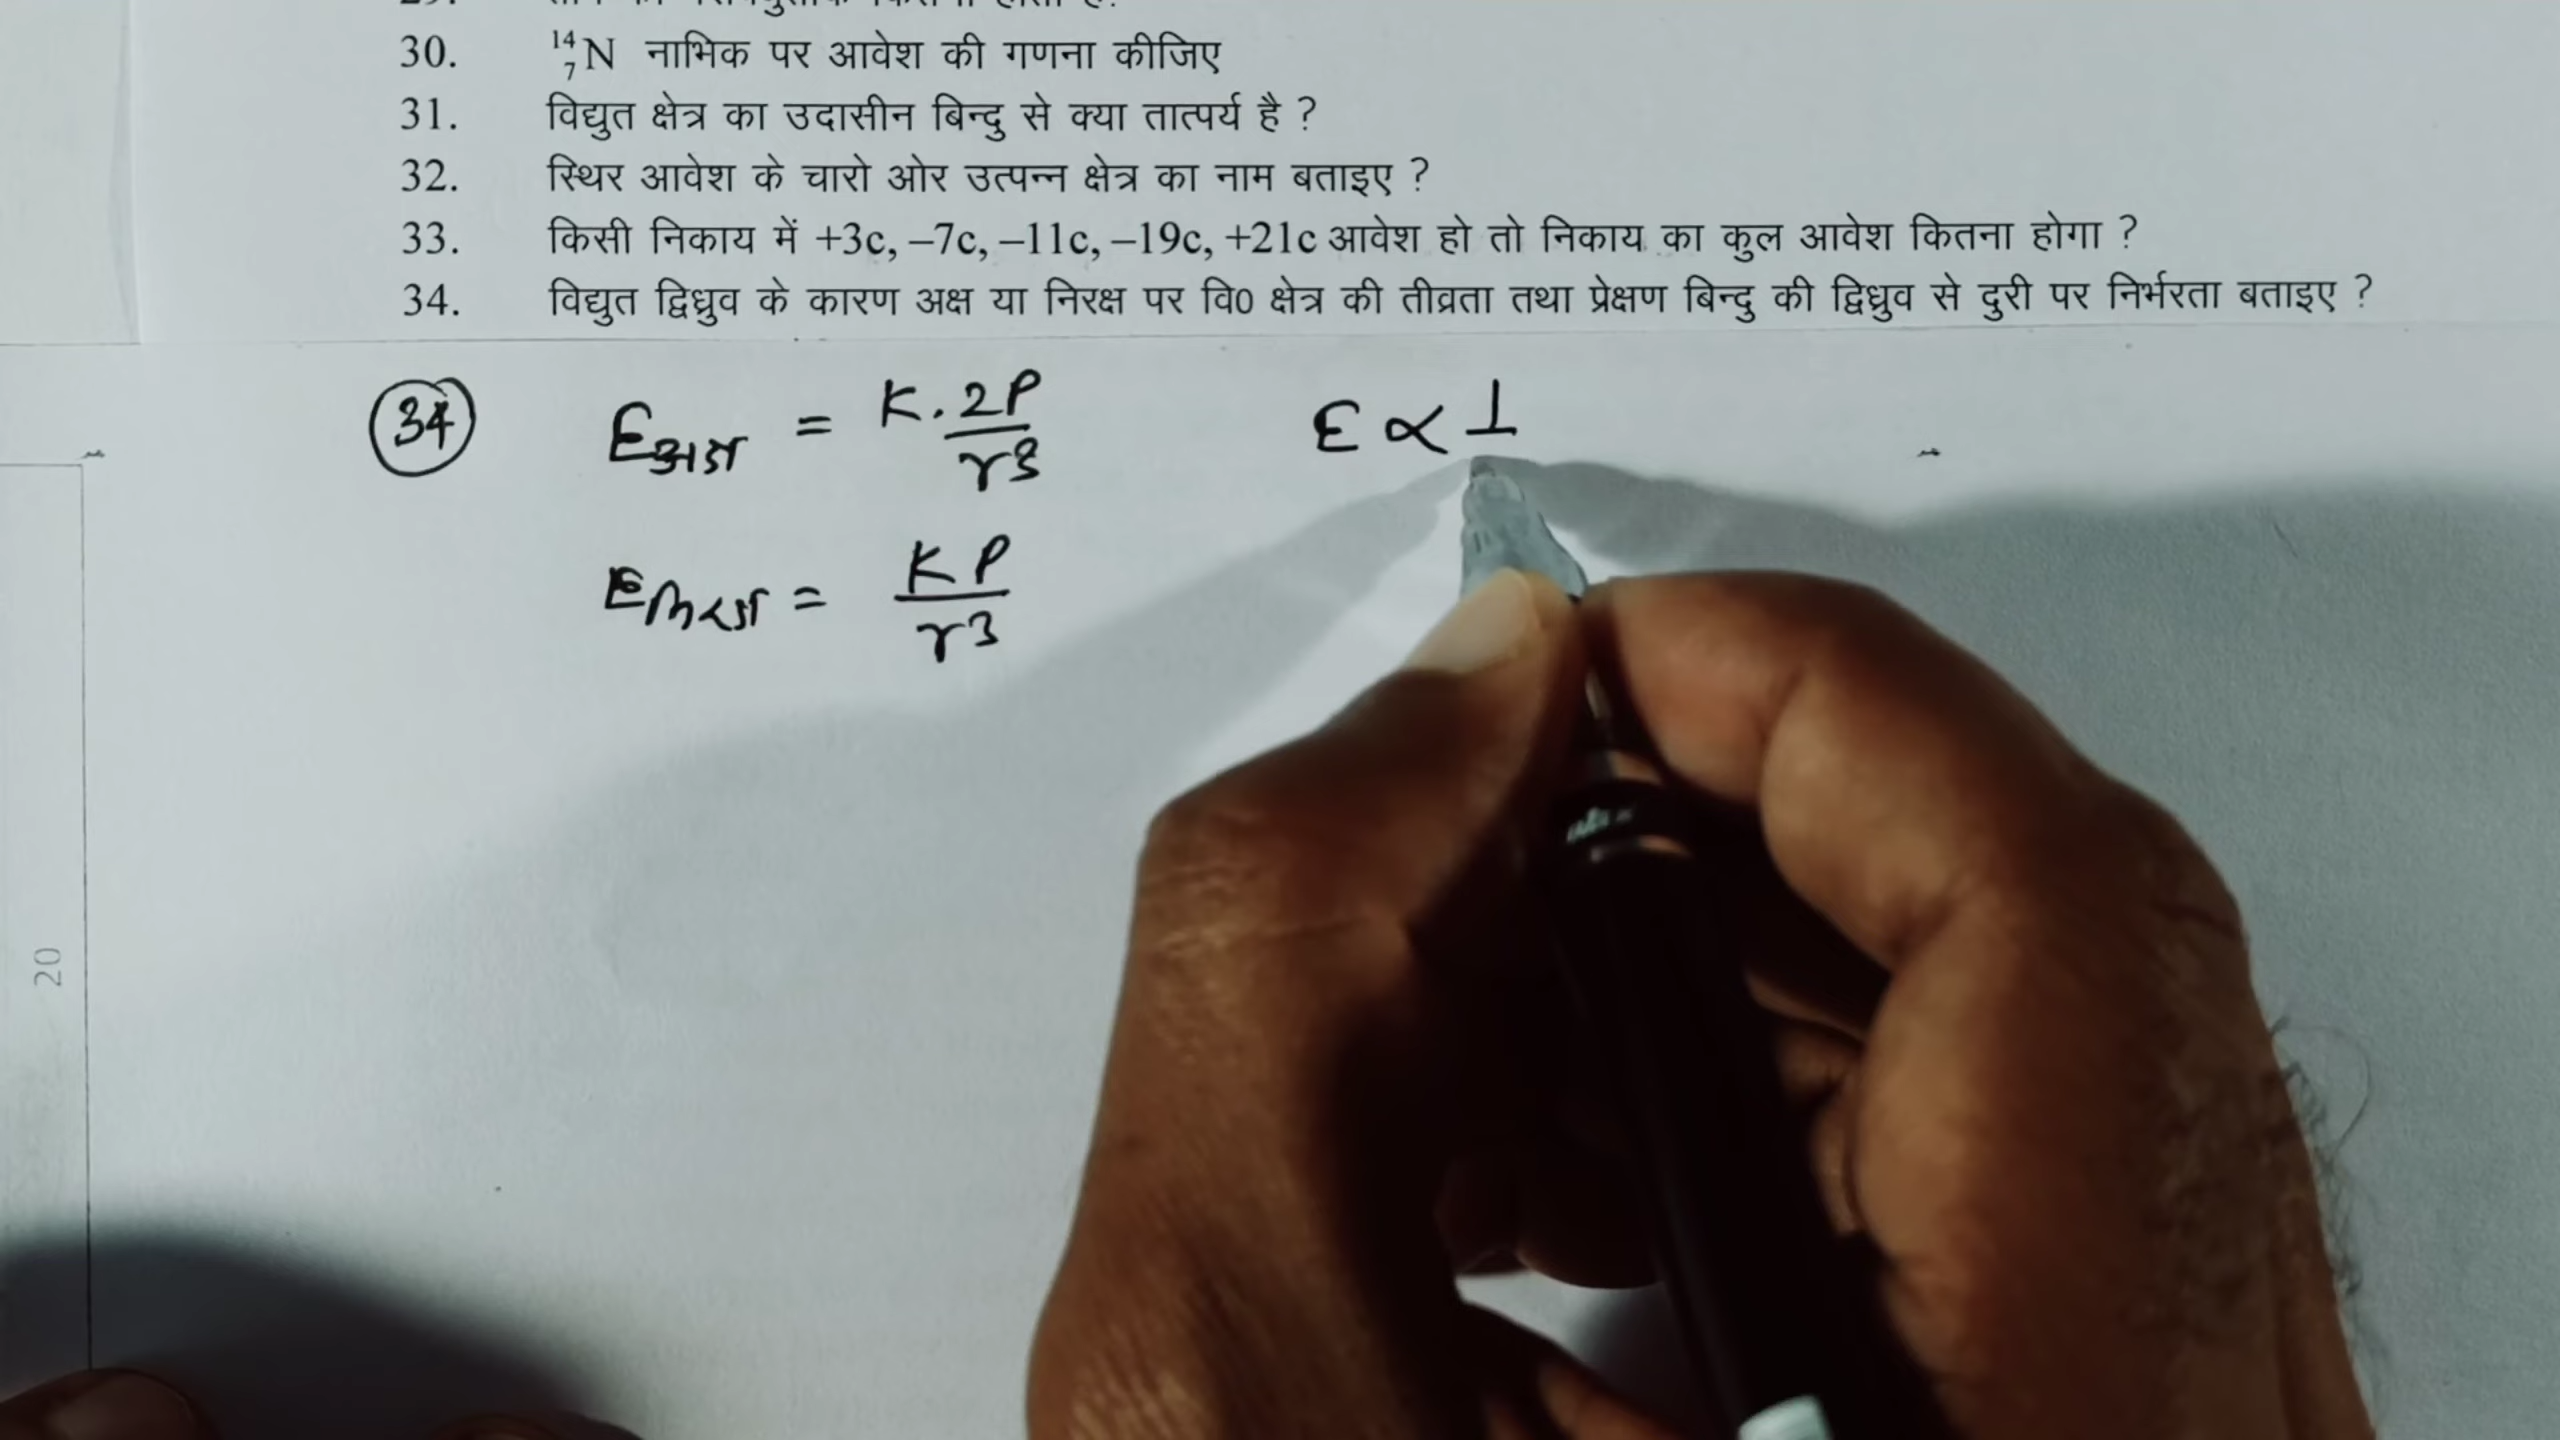 30. ¹⁴₇N नाभिक पर आवेश की गणना कीजिए
31. विद्युत क्षेत्र का उदासीन बिन्दु से क्या तात्पर्य है ?
32. स्थिर आवेश के चारो ओर उत्पन्न क्षेत्र का नाम बताइए ?
33. किसी निकाय में +3c, –7c, –11c, –19c, +21c आवेश हो तो निकाय का कुल आवेश कितना होगा ?
34. विद्युत द्विध्रुव के कारण अक्ष या निरक्ष पर वि0 क्षेत्र की तीव्रता तथा प्रेक्षण बिन्दु की द्विध्रुव से दुरी पर निर्भरता बताइए ?
34 E अक्ष = K.2P/r3 E ∝ 1
E निरक्ष = KP/r3
20